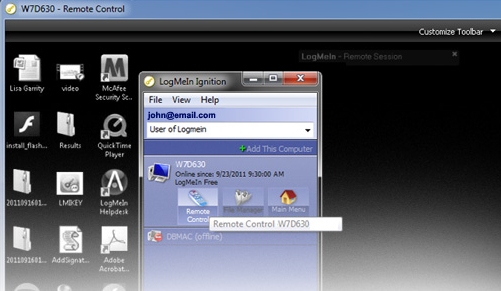 W7D630 - Remote Control
Customize Toolbar
LogMeIn - Remote Session
Lisa Garrity
video
McAfee Security Sc..
install_flash...
Results
QuickTime Player
2011091601...
LMIKEY
LogMeIn Helpdesk
2011091601...
AddSignat...
Adobe Acrobat...
LogMeIn Ignition
File View Help
john@email.com
User of Logmein
Add This Computer
W7D630
Online since: 9/23/2011 9:30:00 AM
LogMeIn Free
Remote Control
File Manager
Main Menu
Remote Control W7D630
DBMAC (offline)